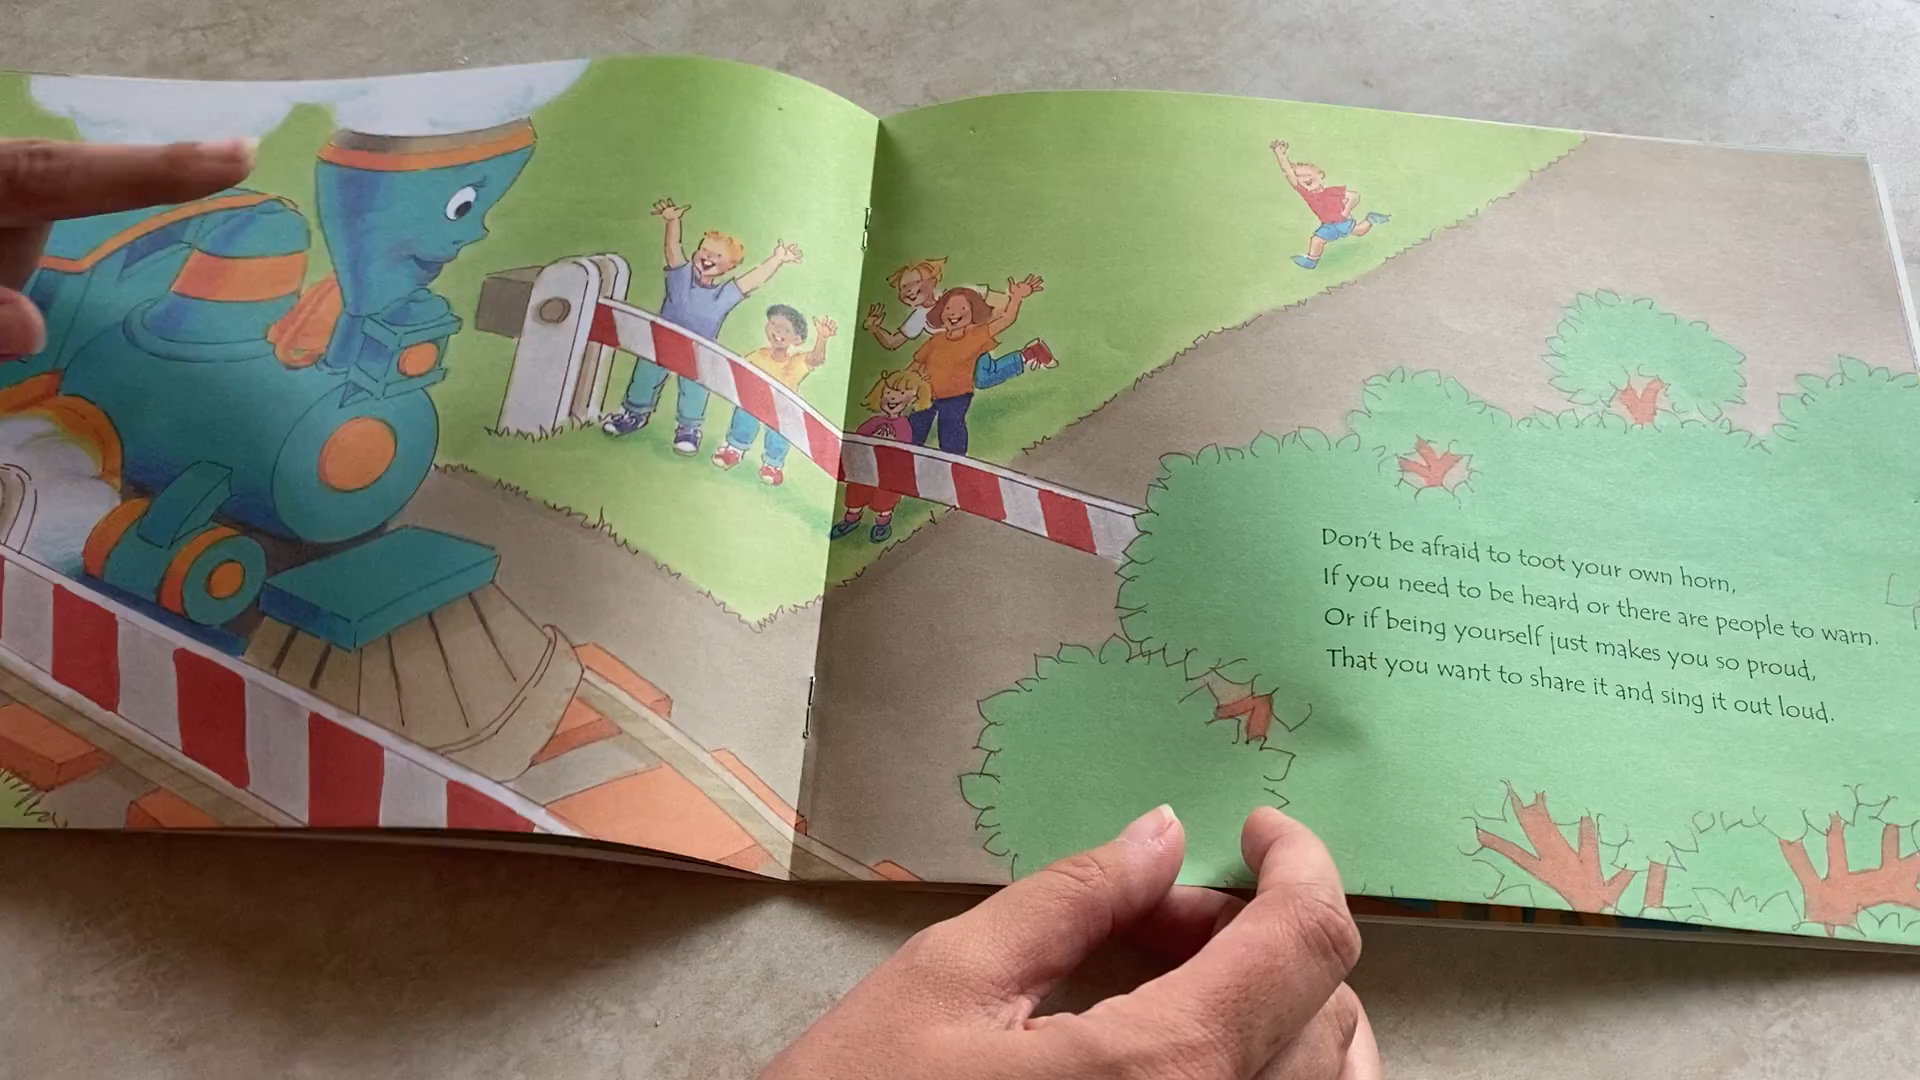 Don't be afraid to toot your own horn,
If you need to be heard or there are people to warn.
Or if being yourself just makes you so proud,
That you want to share it and sing it out loud.